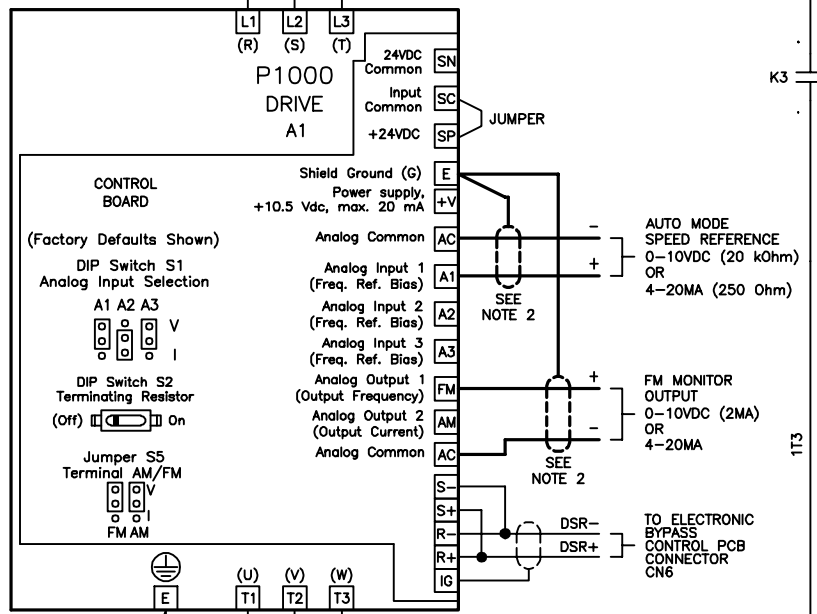 L1 L2 L3
(R) (S) (T)
P1000
DRIVE
A1
24VDC
Common
SN
Input
Common
SC
+24VDC
SP
JUMPER
K3
Shield Ground (G)
E
Power supply,
+10.5 Vdc, max. 20 mA
+V
Analog Common
AC
Analog Input 1
(Freq. Ref. Bias)
A1
Analog Input 2
(Freq. Ref. Bias)
A2
Analog Input 3
(Freq. Ref. Bias)
A3
Analog Output 1
(Output Frequency)
FM
Analog Output 2
(Output Current)
AM
Analog Common
AC
S-
S+
R-
R+
IG
CONTROL
BOARD
(Factory Defaults Shown)
DIP Switch S1
Analog Input Selection
A1 A2 A3
V
I
DIP Switch S2
Terminating Resistor
(Off) On
Jumper S5
Terminal AM/FM
V
I
FM AM
-
+
SEE
NOTE 2
AUTO MODE
SPEED REFERENCE
0-10VDC (20 kOhm)
OR
4-20MA (250 Ohm)
+
-
SEE
NOTE 2
FM MONITOR
OUTPUT
0-10VDC (2MA)
OR
4-20MA
1T3
DSR-
DSR+
TO ELECTRONIC
BYPASS
CONTROL PCB
CONNECTOR
CN6
(U) (V) (W)
E T1 T2 T3